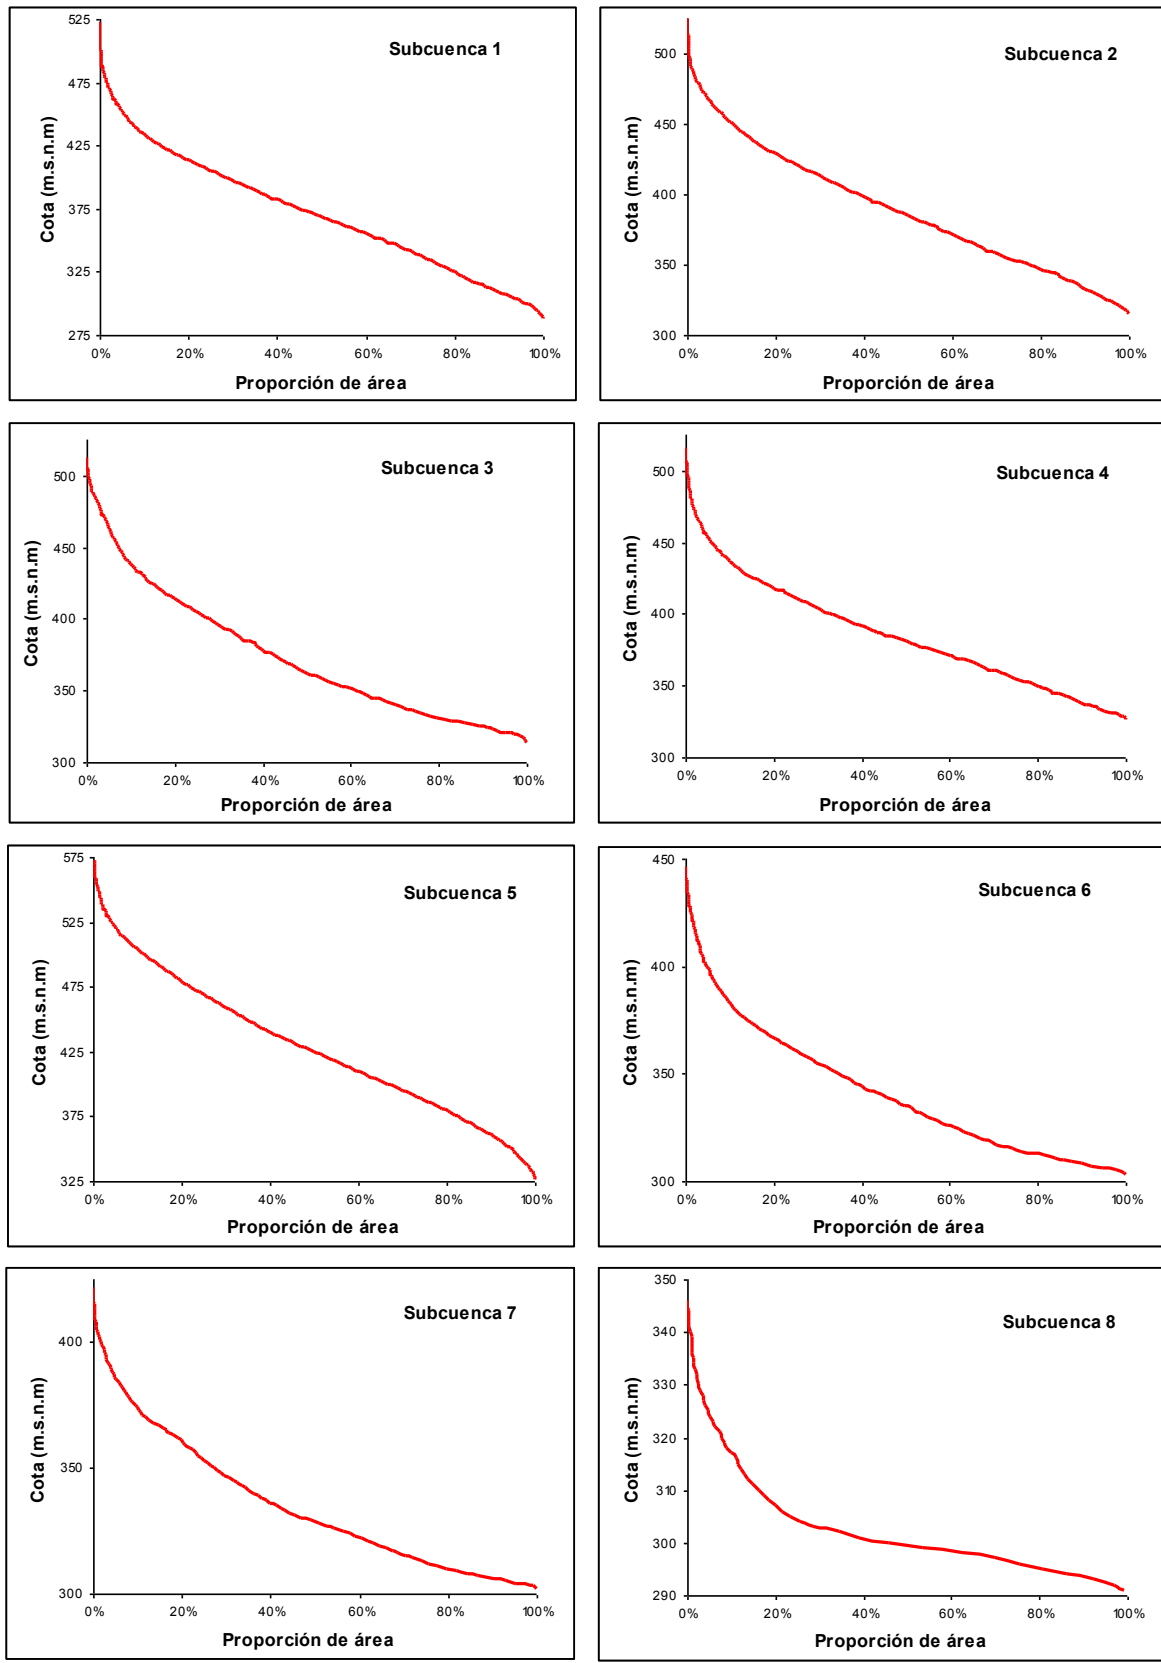 Subcuenca 1
Cota (m.s.n.m)
525
475
425
375
325
275
0% 20% 40% 60% 80% 100%
Proporción de área
Subcuenca 2
Cota (m.s.n.m)
500
450
400
350
300
0% 20% 40% 60% 80% 100%
Proporción de área
Subcuenca 3
Cota (m.s.n.m)
500
450
400
350
300
0% 20% 40% 60% 80% 100%
Proporción de área
Subcuenca 4
Cota (m.s.n.m)
500
450
400
350
300
0% 20% 40% 60% 80% 100%
Proporción de área
Subcuenca 5
Cota (m.s.n.m)
575
525
475
425
375
325
0% 20% 40% 60% 80% 100%
Proporción de área
Subcuenca 6
Cota (m.s.n.m)
450
400
350
300
0% 20% 40% 60% 80% 100%
Proporción de área
Subcuenca 7
Cota (m.s.n.m)
400
350
300
0% 20% 40% 60% 80% 100%
Proporción de área
Subcuenca 8
Cota (m.s.n.m)
350
340
330
320
310
300
290
0% 20% 40% 60% 80% 100%
Proporción de área